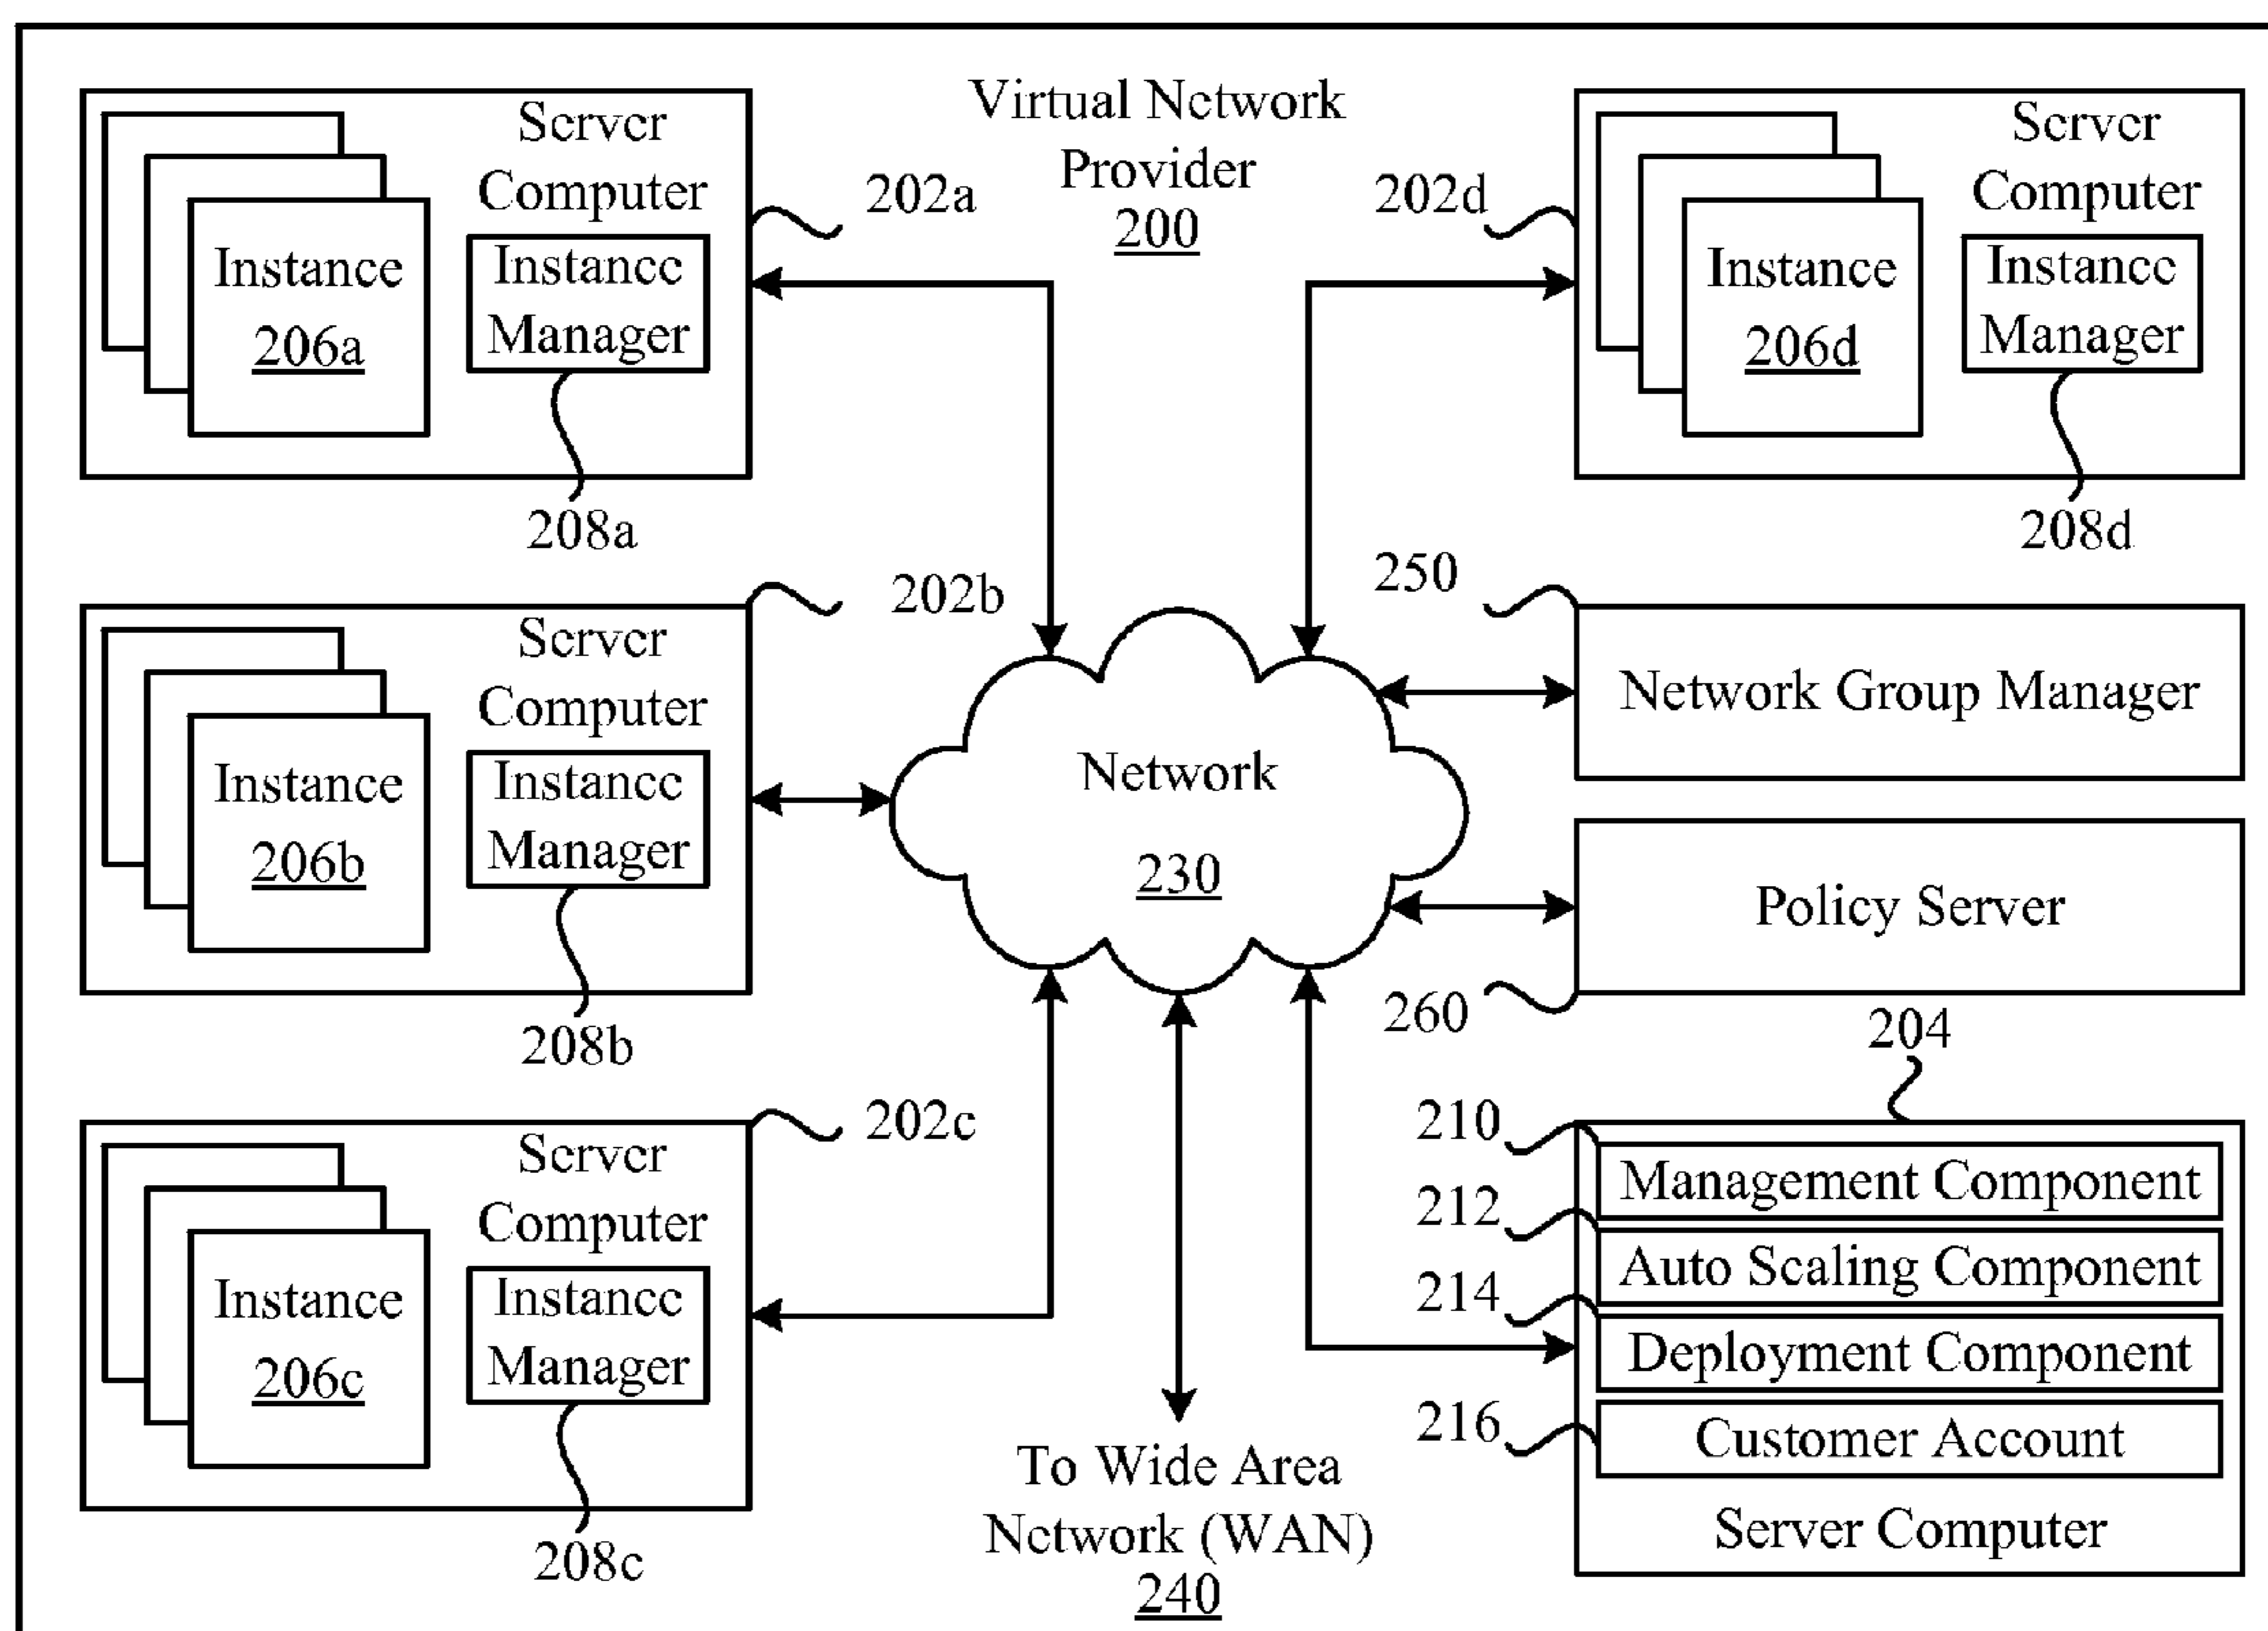 Virtual Network
Provider
200
Server
Computer
202a
Instance
206a
Instance
Manager
208a
Server
Computer
202d
Instance
206d
Instance
Manager
208d
Server
Computer
202b
Instance
206b
Instance
Manager
208b
250
Network Group Manager
Network
230
Policy Server
260
204
Server
Computer
202c
Instance
206c
Instance
Manager
208c
210
Management Component
212
Auto Scaling Component
214
Deployment Component
216
Customer Account
Server Computer
To Wide Area
Network (WAN)
240